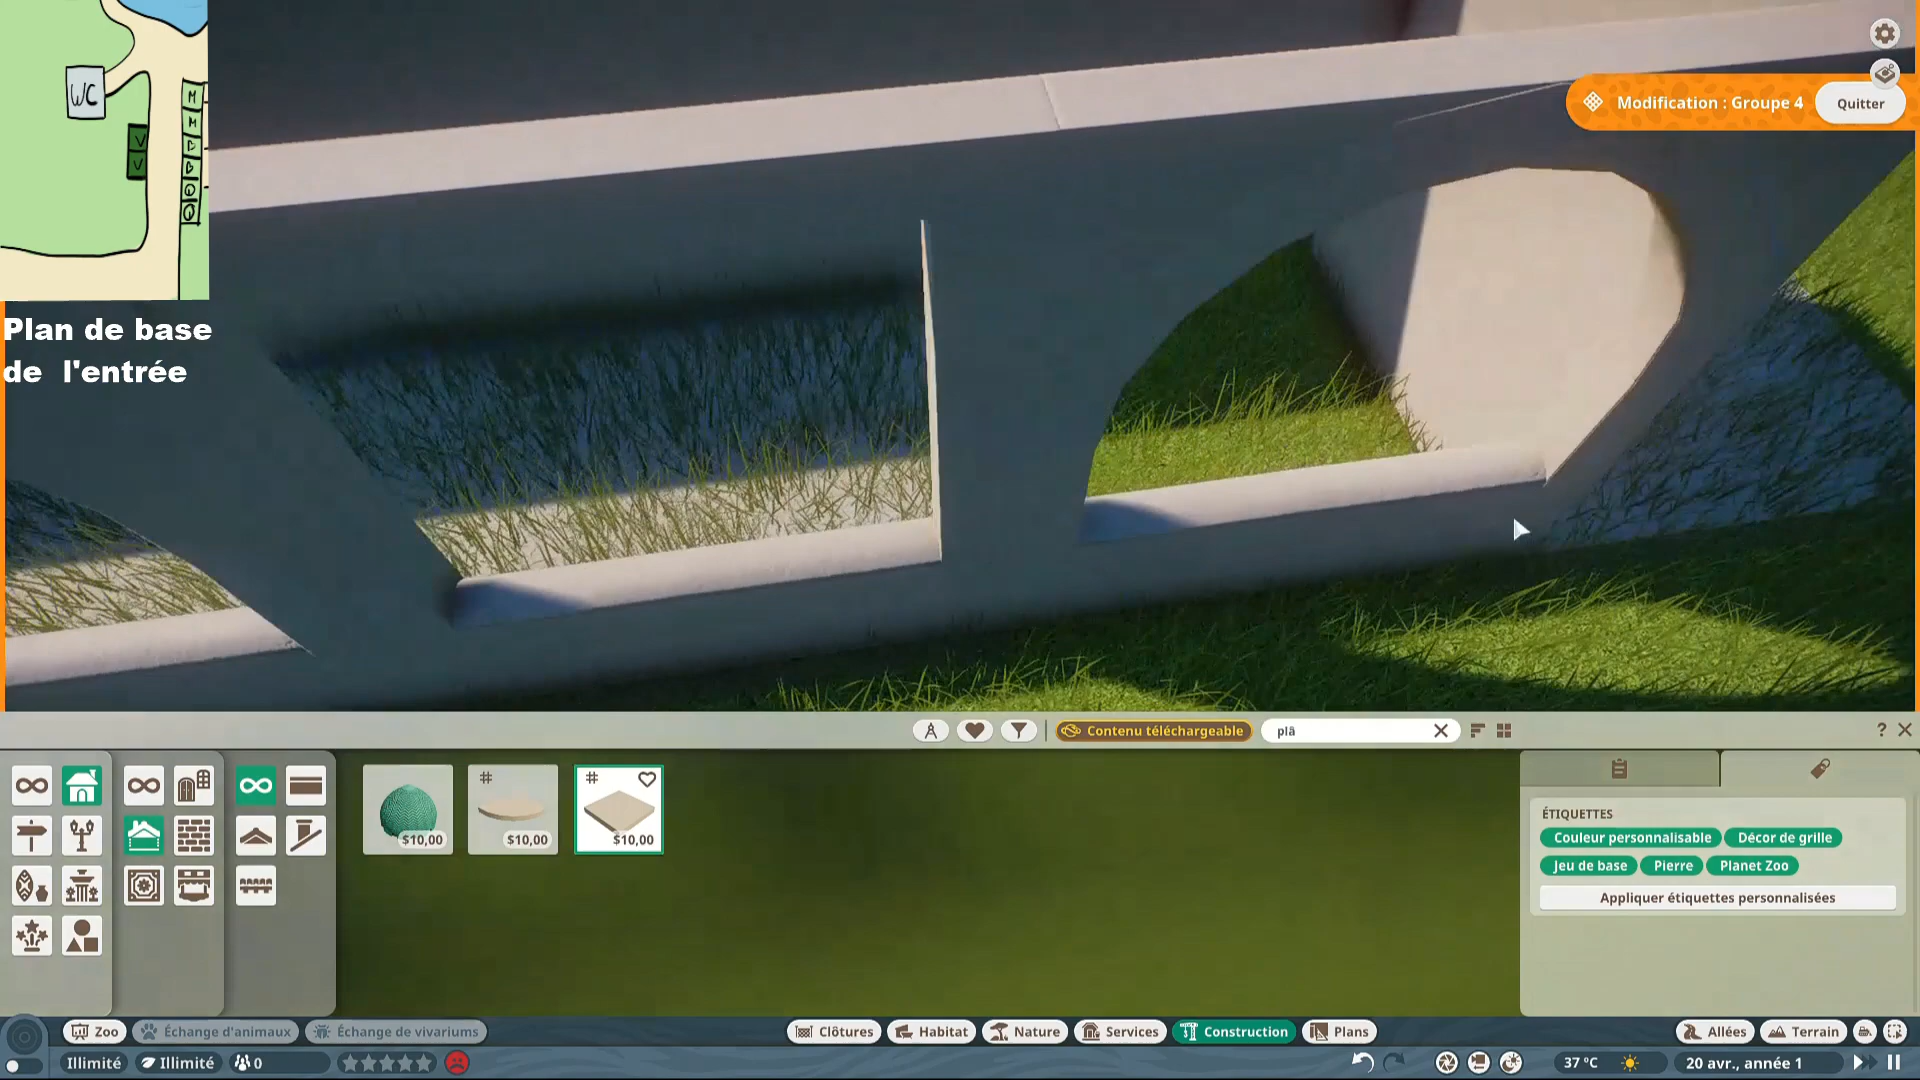 WC
M
M
V
V
Plan de base
de l'entrée
Modification : Groupe 4
Quitter
Contenu téléchargeable
plä
?
$10,00
$10,00
$10,00
ÉTIQUETTES
Couleur personnalisable
Décor de grille
Jeu de base
Pierre
Planet Zoo
Appliquer étiquettes personnalisées
Zoo
Échange d'animaux
Échange de vivariums
Clôtures
Habitat
Nature
Services
Construction
Plans
Allées
Terrain
Illimité
Illimité
0
37 °C
20 avr., année 1